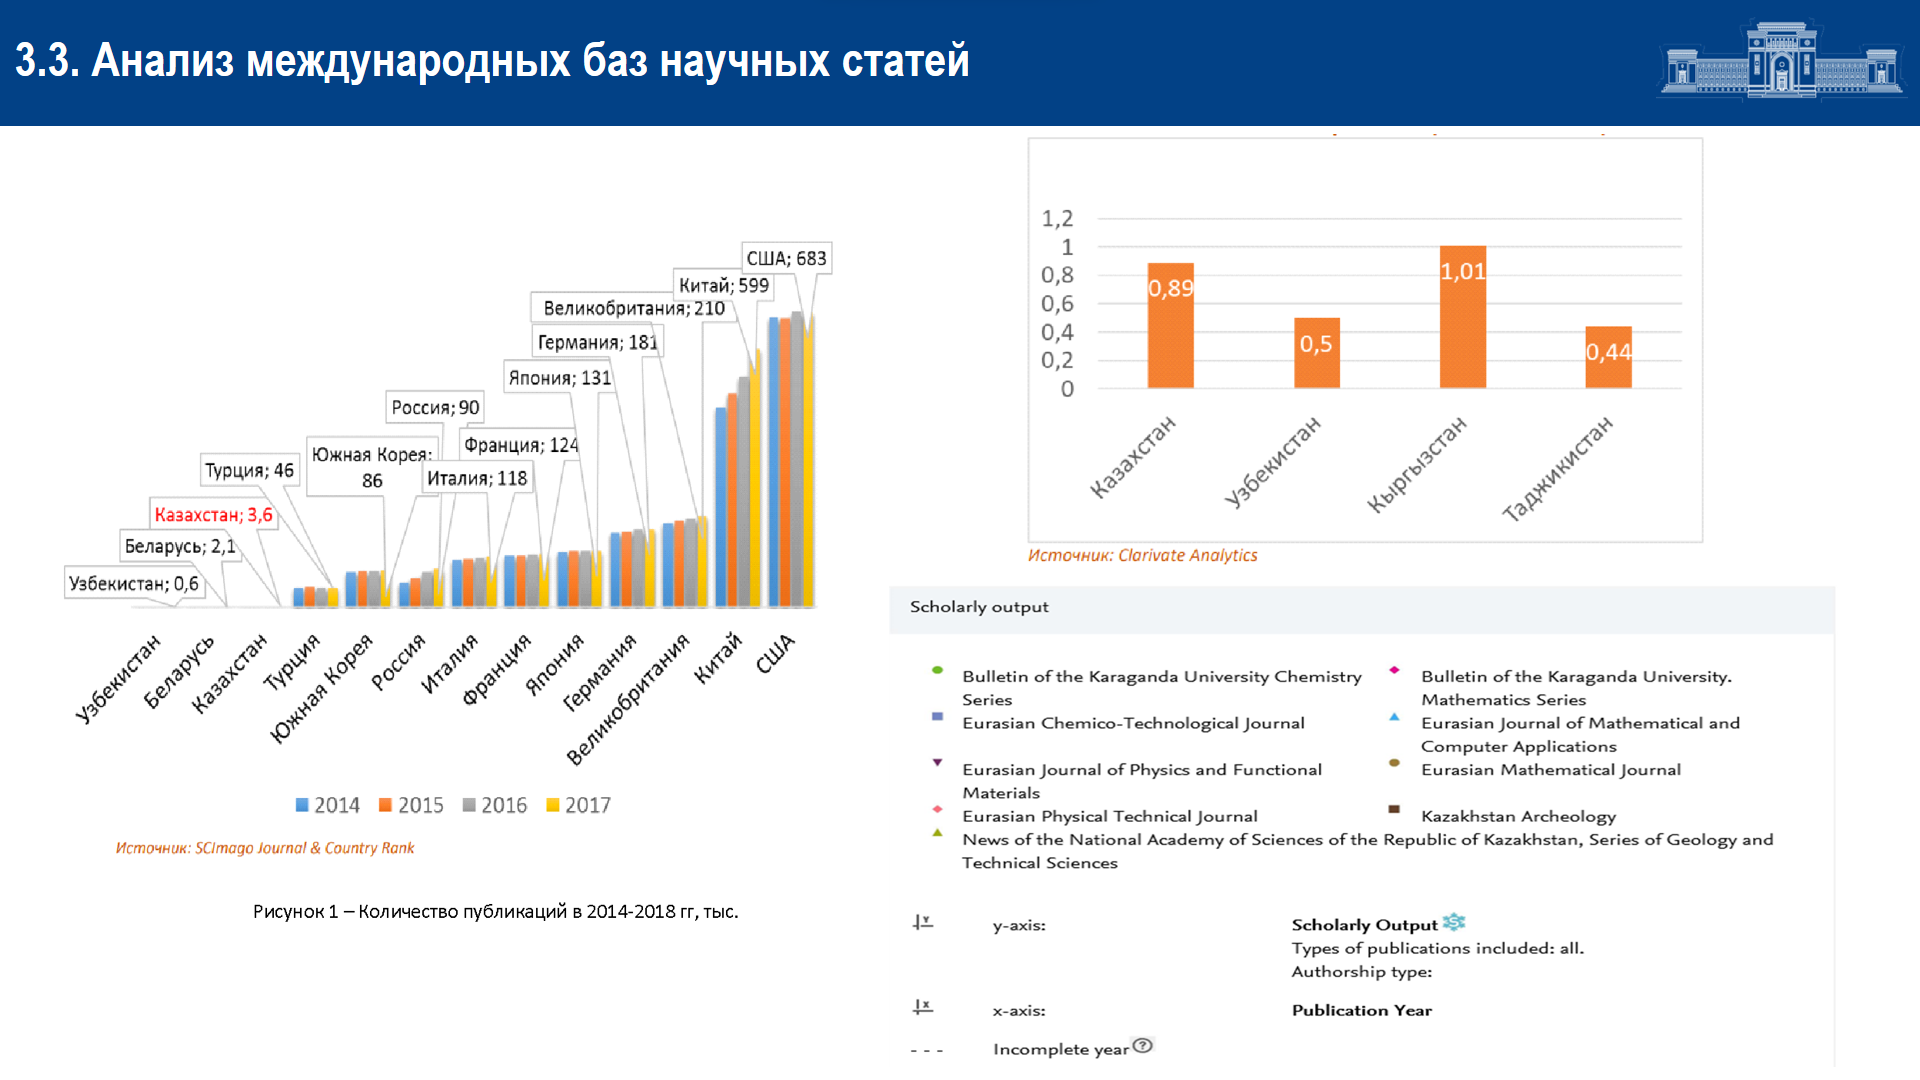 3.3. Анализ международных баз научных статей
США; 683
Китай; 599
Великобритания; 210
Германия; 181
Япония; 131
Россия; 90
Франция; 124
Южная Корея;
86
Италия; 118
Турция; 46
Казахстан; 3,6
Беларусь; 2,1
Узбекистан; 0,6
Узбекистан
Беларусь
Казахстан
Турция
Южная Корея
Россия
Италия
Франция
Япония
Германия
Великобритания
Китай
США
2014 2015 2016 2017
Источник: SCImago Journal & Country Rank
Рисунок 1 – Количество публикаций в 2014-2018 гг, тыс.
1,2
1
0,8
0,6
0,4
0,2
0
0,89
0,5
1,01
0,44
Казахстан
Узбекистан
Кыргызстан
Таджикистан
Источник: Clarivate Analytics
Scholarly output
Bulletin of the Karaganda University Chemistry
Series
Bulletin of the Karaganda University.
Mathematics Series
Eurasian Chemico-Technological Journal
Eurasian Journal of Mathematical and
Computer Applications
Eurasian Journal of Physics and Functional
Materials
Eurasian Mathematical Journal
Eurasian Physical Technical Journal
Kazakhstan Archeology
News of the National Academy of Sciences of the Republic of Kazakhstan, Series of Geology and
Technical Sciences
y-axis:
Scholarly Output
Types of publications included: all.
Authorship type:
x-axis:
Publication Year
Incomplete year